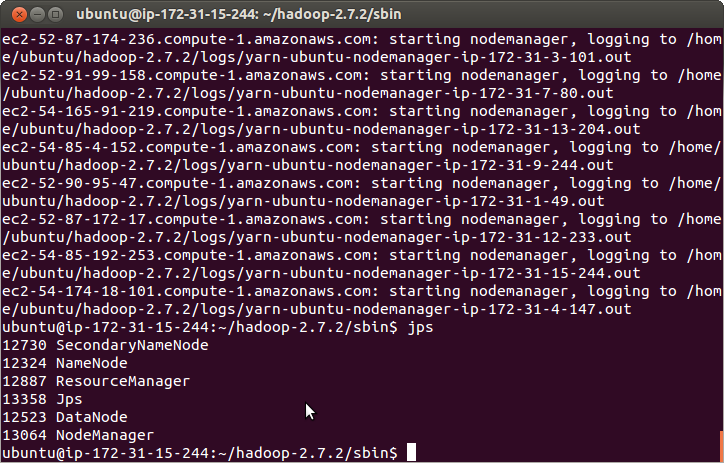 ubuntu@ip-172-31-15-244: ~/hadoop-2.7.2/sbin
ec2-52-87-174-236.compute-1.amazonaws.com: starting nodemanager, logging to /hom
e/ubuntu/hadoop-2.7.2/logs/yarn-ubuntu-nodemanager-ip-172-31-3-101.out
ec2-52-91-99-158.compute-1.amazonaws.com: starting nodemanager, logging to /home
/ubuntu/hadoop-2.7.2/logs/yarn-ubuntu-nodemanager-ip-172-31-7-80.out
ec2-54-165-91-219.compute-1.amazonaws.com: starting nodemanager, logging to /hom
e/ubuntu/hadoop-2.7.2/logs/yarn-ubuntu-nodemanager-ip-172-31-13-204.out
ec2-54-85-4-152.compute-1.amazonaws.com: starting nodemanager, logging to /home/
ubuntu/hadoop-2.7.2/logs/yarn-ubuntu-nodemanager-ip-172-31-9-244.out
ec2-52-90-95-47.compute-1.amazonaws.com: starting nodemanager, logging to /home/
ubuntu/hadoop-2.7.2/logs/yarn-ubuntu-nodemanager-ip-172-31-1-49.out
ec2-52-87-172-17.compute-1.amazonaws.com: starting nodemanager, logging to /home
/ubuntu/hadoop-2.7.2/logs/yarn-ubuntu-nodemanager-ip-172-31-12-233.out
ec2-54-85-192-253.compute-1.amazonaws.com: starting nodemanager, logging to /hom
e/ubuntu/hadoop-2.7.2/logs/yarn-ubuntu-nodemanager-ip-172-31-15-244.out
ec2-54-174-18-101.compute-1.amazonaws.com: starting nodemanager, logging to /hom
e/ubuntu/hadoop-2.7.2/logs/yarn-ubuntu-nodemanager-ip-172-31-4-147.out
ubuntu@ip-172-31-15-244:~/hadoop-2.7.2/sbin$ jps
12730 SecondaryNameNode
12324 NameNode
12887 ResourceManager
13358 Jps
12523 DataNode
13064 NodeManager
ubuntu@ip-172-31-15-244:~/hadoop-2.7.2/sbin$